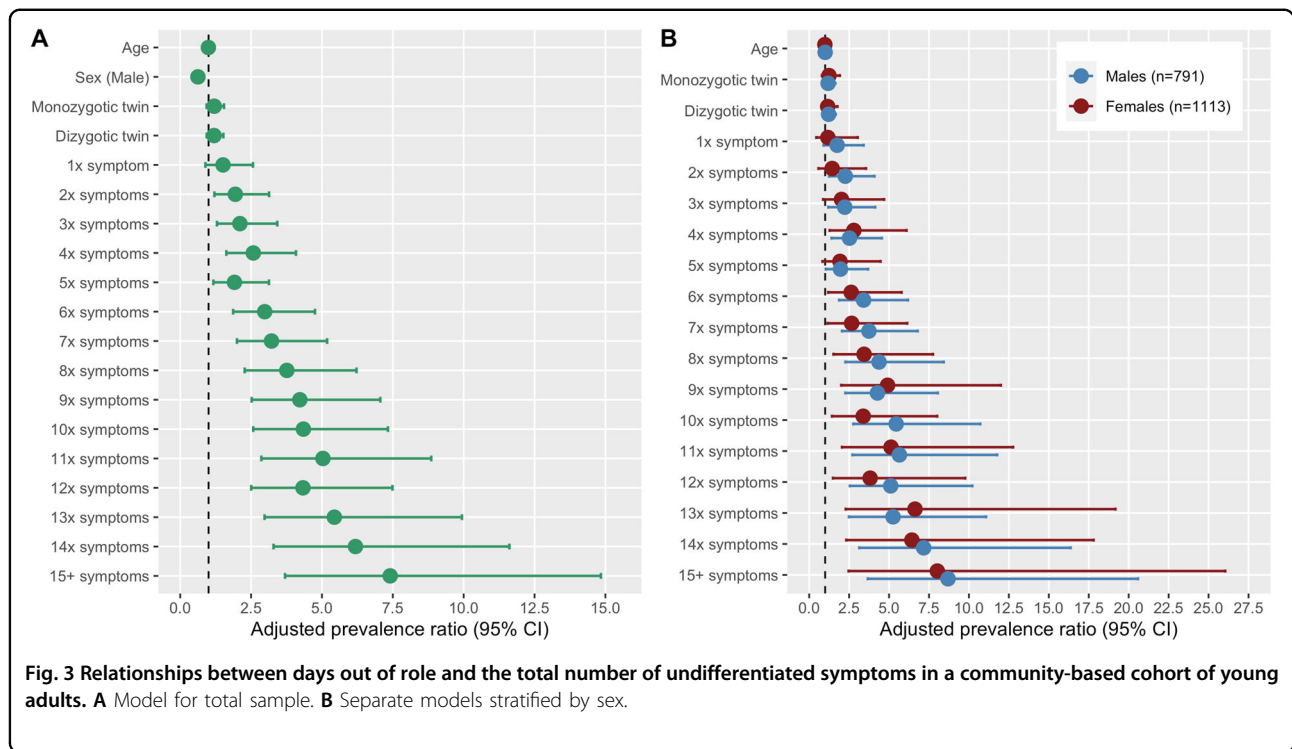 A
Age
Sex (Male)
Monozygotic twin
Dizygotic twin
1x symptom
2x symptoms
3x symptoms
4x symptoms
5x symptoms
6x symptoms
7x symptoms
8x symptoms
9x symptoms
10x symptoms
11x symptoms
12x symptoms
13x symptoms
14x symptoms
15+ symptoms
0.0 2.5 5.0 7.5 10.0 12.5 15.0
Adjusted prevalence ratio (95% CI)
B
Age
Monozygotic twin
Dizygotic twin
1x symptom
2x symptoms
3x symptoms
4x symptoms
5x symptoms
6x symptoms
7x symptoms
8x symptoms
9x symptoms
10x symptoms
11x symptoms
12x symptoms
13x symptoms
14x symptoms
15+ symptoms
Males (n=791)
Females (n=1113)
0.0 2.5 5.0 7.5 10.0 12.5 15.0 17.5 20.0 22.5 25.0 27.5
Adjusted prevalence ratio (95% CI)
Fig. 3 Relationships between days out of role and the total number of undifferentiated symptoms in a community-based cohort of young
adults. A Model for total sample. B Separate models stratified by sex.